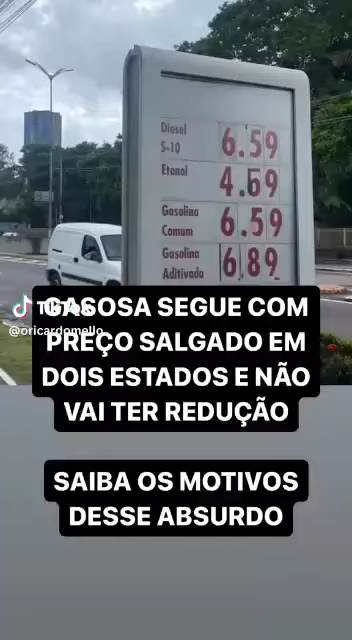 Diesel
S-10
6.59
Etanol
4.69
Gasolina
Comum
6.59
Gasolina
Aditivada
6.89
TikTok
@oricardomello
GASOSA SEGUE COM
PREÇO SALGADO EM
DOIS ESTADOS E NÃO
VAI TER REDUÇÃO
SAIBA OS MOTIVOS
DESSE ABSURDO